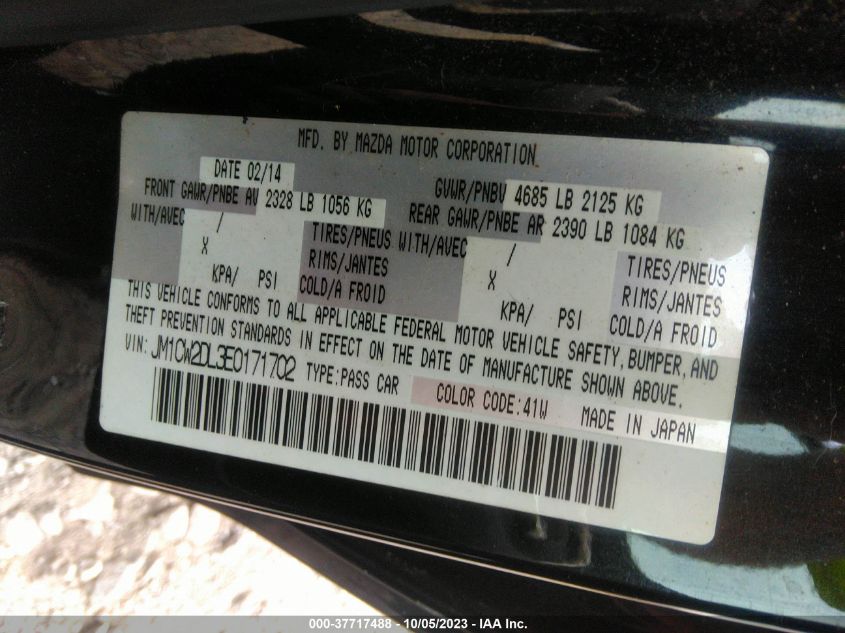 MFD. BY MAZDA MOTOR CORPORATION
DATE 02/14
GVWR/PNBV 4685 LB 2125 KG
FRONT GAWR/PNBE AV 2328 LB 1056 KG
REAR GAWR/PNBE AR 2390 LB 1084 KG
WITH/AVEC / TIRES/PNEUS WITH/AVEC / TIRES/PNEUS
X RIMS/JANTES X RIMS/JANTES
KPA/ PSI COLD/A FROID KPA/ PSI COLD/A FROID
THIS VEHICLE CONFORMS TO ALL APPLICABLE FEDERAL MOTOR VEHICLE SAFETY, BUMPER, AND
THEFT PREVENTION STANDARDS IN EFFECT ON THE DATE OF MANUFACTURE SHOWN ABOVE.
VIN: JM1CW2DL3E0171702 TYPE:PASS CAR COLOR CODE:41W MADE IN JAPAN
000-37717488 - 10/05/2023 - IAA Inc.